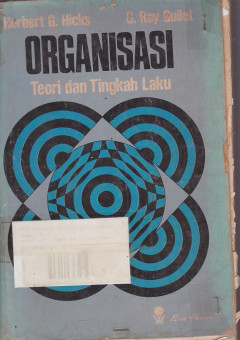 Herbert G. Hicks G. Ray Gullet
ORGANISASI
Teori dan Tingkah Laku